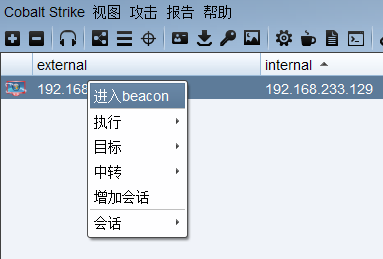 Cobalt Strike 视图 攻击 报告 帮助
external internal
192.168 192.168.233.129
进入beacon
执行
目标
中转
增加会话
会话